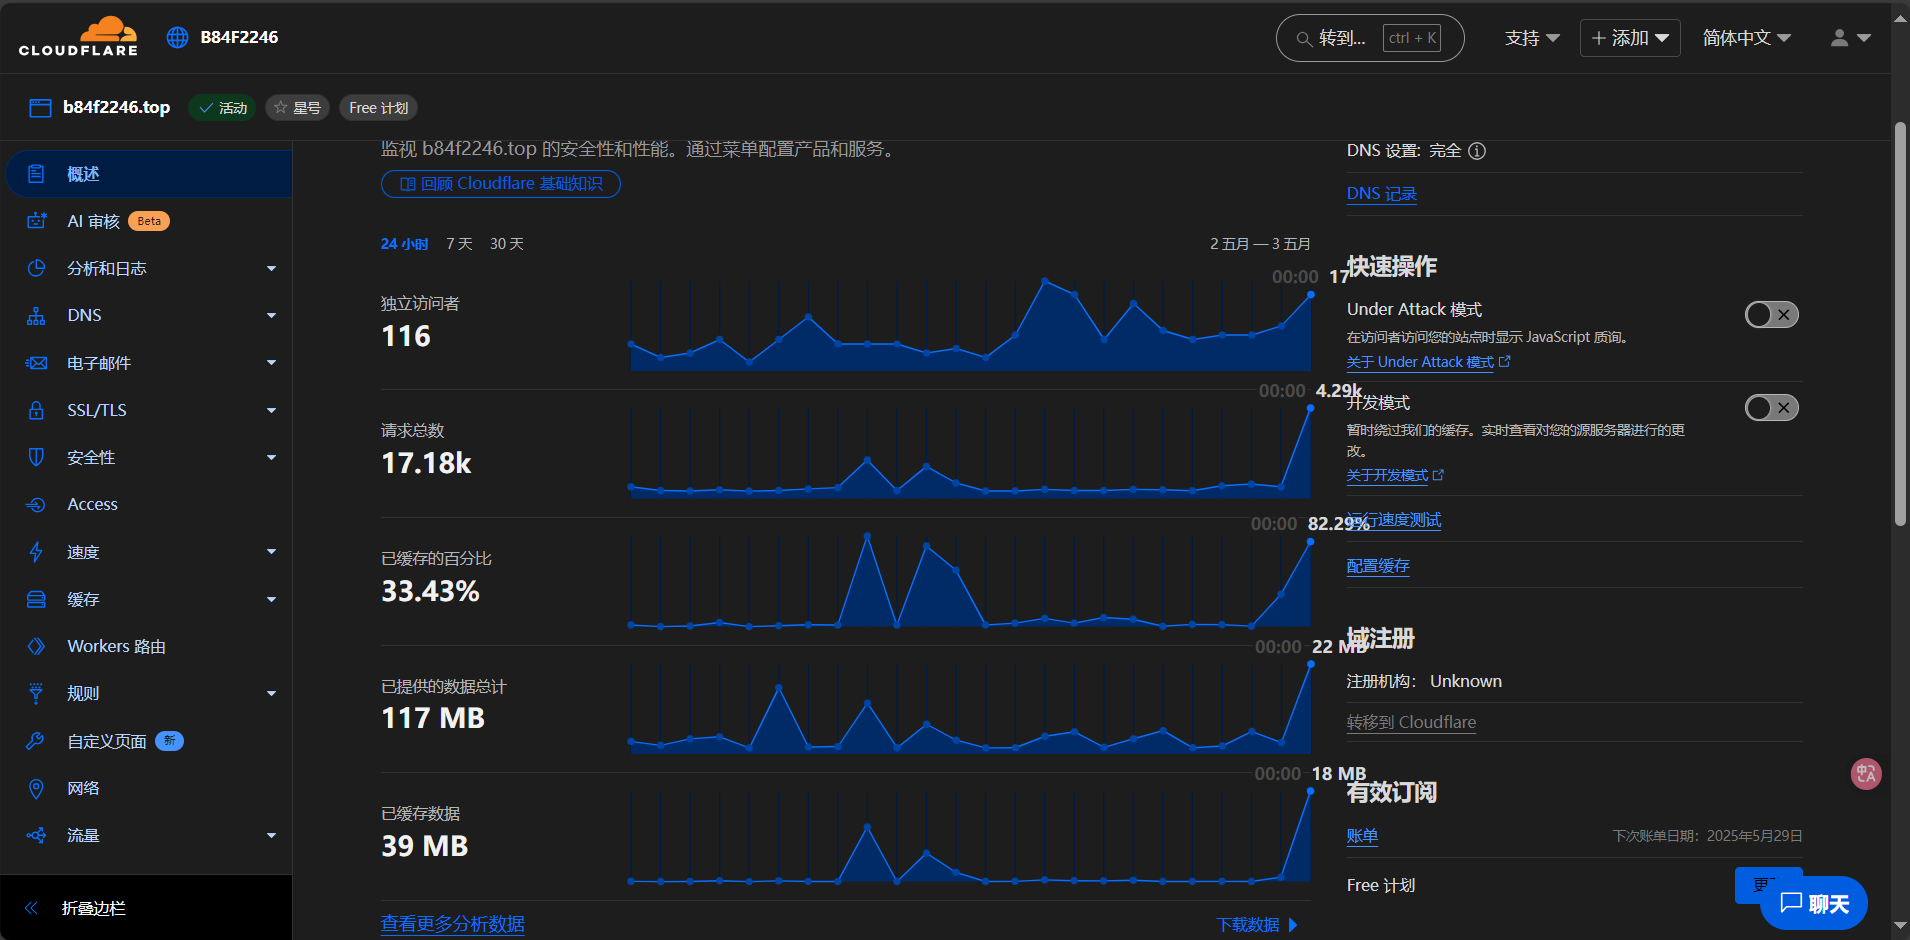 CLOUDFLARE
B84F2246
转到... ctrl + K
支持
添加
简体中文
b84f2246.top
活动
星号
Free 计划
概述
AI 审核 Beta
分析和日志
DNS
电子邮件
SSL/TLS
安全性
Access
速度
缓存
Workers 路由
规则
自定义页面 新
网络
流量
折叠边栏
监视 b84f2246.top 的安全性和性能。通过菜单配置产品和服务。
回顾 Cloudflare 基础知识
24 小时 7 天 30 天
2 五月 — 3 五月
独立访问者
116
00:00 17
请求总数
17.18k
00:00 4.29k
已缓存的百分比
33.43%
00:00 82.29%
已提供的数据总计
117 MB
00:00 22 MB
已缓存数据
39 MB
00:00 18 MB
查看更多分析数据
下载数据
DNS 设置: 完全
DNS 记录
快速操作
Under Attack 模式
在访问者访问您的站点时显示 JavaScript 质询。
关于 Under Attack 模式
开发模式
暂时绕过我们的缓存。实时查看对您的源服务器进行的更
改。
关于开发模式
运行速度测试
配置缓存
域注册
注册机构: Unknown
转移到 Cloudflare
有效订阅
账单
下次账单日期: 2025年5月29日
Free 计划
聊天